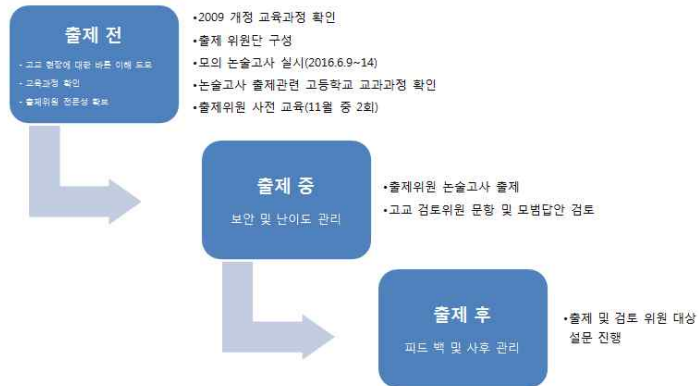 출제 전
- 고교 현장에 대한 바른 이해 도모
- 교육과정 확인
- 출제위원 전문성 확보
•2009 개정 교육과정 확인
•출제 위원단 구성
•모의 논술고사 실시(2016.6.9~14)
•논술고사 출제관련 고등학교 교과과정 확인
•출제위원 사전 교육(11월 중 2회)
출제 중
보안 및 난이도 관리
•출제위원 논술고사 출제
•고교 검토위원 문항 및 모범답안 검토
출제 후
피드 백 및 사후 관리
•출제 및 검토 위원 대상
설문 진행